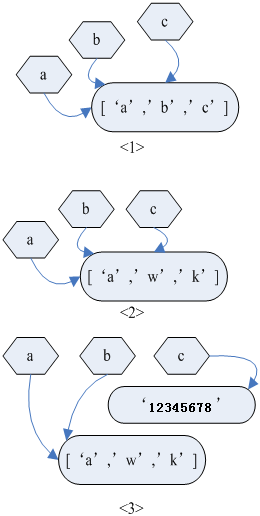 c
b
a
[ ‘a’ ,’ b’ ,’ c’ ]
<1>
b
c
a
[ ‘a’ ,’ w’ ,’ k’ ]
<2>
a
b
c
‘ 12345678 ’
[ ‘a’ ,’ w’ ,’ k’ ]
<3>